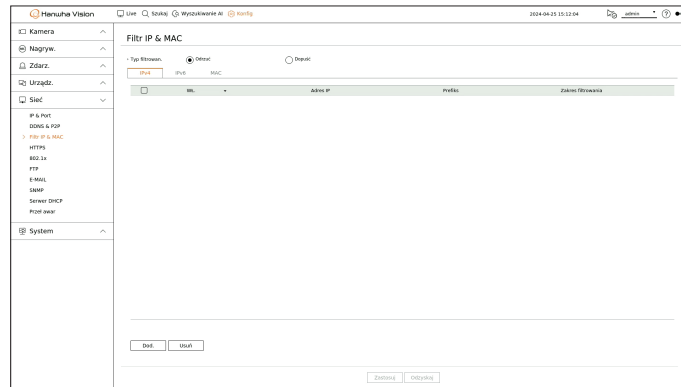 Hanwha Vision
Live Szukaj Wyszukiwanie AI Konfig
2024-04-25 15:12:04 admin
Kamera
Nagryw.
Zdarz.
Urządz.
Sieć
IP & Port
DDNS & P2P
Filtr IP & MAC
HTTPS
802.1x
FTP
E-MAIL
SNMP
Serwer DHCP
Przeł awar
System
Filtr IP & MAC
Typ filtrowan. Odrzuć Dopuść
IPv4 IPv6 MAC
Wł. Adres IP Prefiks Zakres filtrowania
Dod. Usuń
Zastosuj Odzyskaj